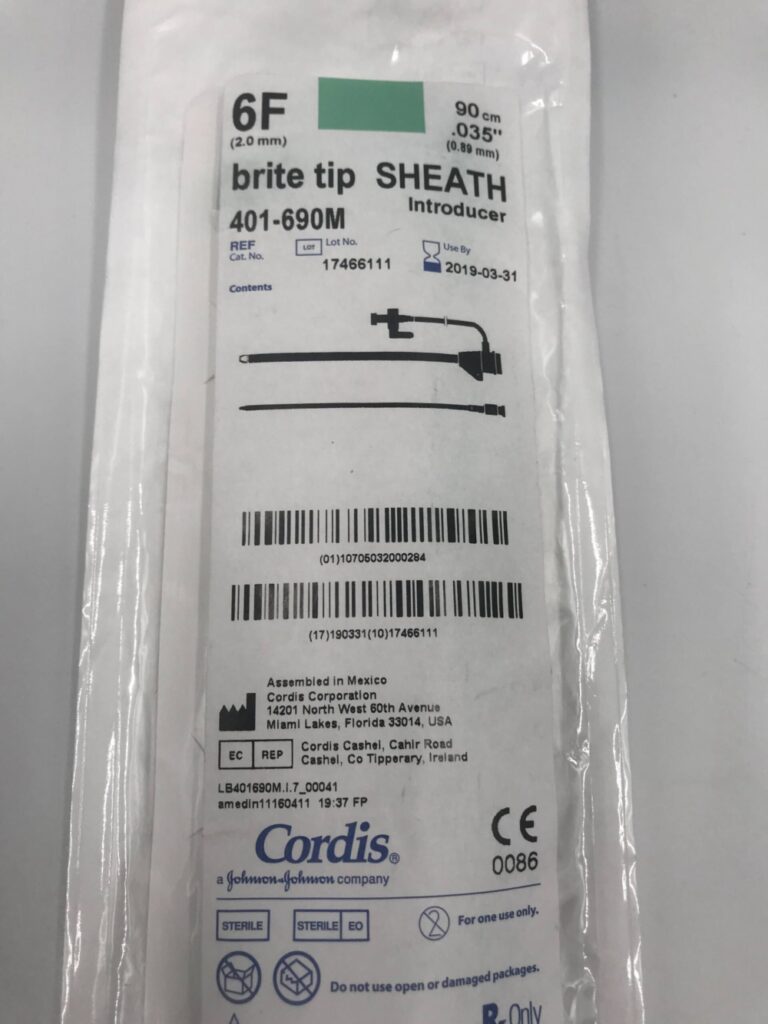 6F
90 cm
(2.0 mm)
.035"
(0.89 mm)
brite tip SHEATH
Introducer
401-690M
REF
Cat. No.
LOT Lot No.
17466111
Use By
2019-03-31
Contents
(01)10705032000284
(17)190331(10)17466111
Assembled in Mexico
Cordis Corporation
14201 North West 60th Avenue
Miami Lakes, Florida 33014, USA
EC REP
Cordis Cashel, Cahir Road
Cashel, Co Tipperary, Ireland
LB401690M.I.7_00041
amedin11160411 19:37 FP
Cordis®
a Johnson&Johnson company
CE
0086
STERILE
STERILE EO
2
For one use only.
Do not use open or damaged packages.
Rx Only